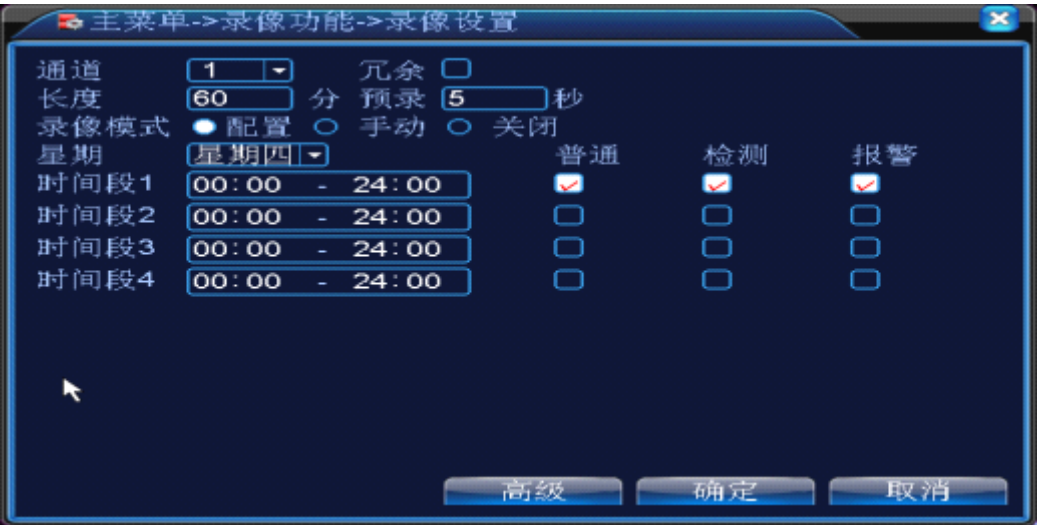 主菜单->录像功能->录像设置
通道 1 冗余
长度 60 分 预录 5 秒
录像模式 配置 手动 关闭
星期 星期四 普通 检测 报警
时间段1 00:00 - 24:00
时间段2 00:00 - 24:00
时间段3 00:00 - 24:00
时间段4 00:00 - 24:00
高级 确定 取消